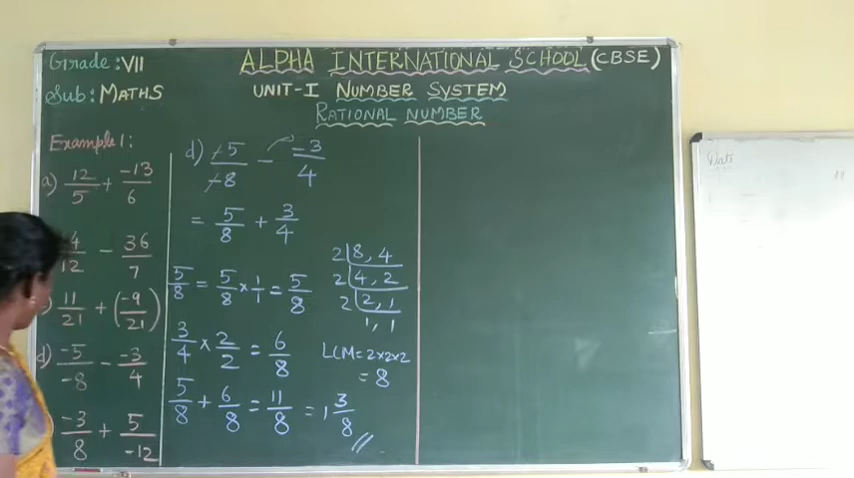 Grade : VII
Sub : MATHS
ALPHA INTERNATIONAL SCHOOL (CBSE)
UNIT-I NUMBER SYSTEM
RATIONAL NUMBER
Example 1:
a) 12/5 + -13/6
4/12 - 36/7
) 11/21 + (-9/21)
d) -5/-8 - -3/4
-3/8 + 5/-12
d) -5/-8 - -3/4
= 5/8 + 3/4
5/8 = 5/8 × 1/1 = 5/8
3/4 × 2/2 = 6/8
5/8 + 6/8 = 11/8 = 1 3/8
2 | 8, 4
2 | 4, 2
2 | 2, 1
1, 1
LCM = 2×2×2
= 8